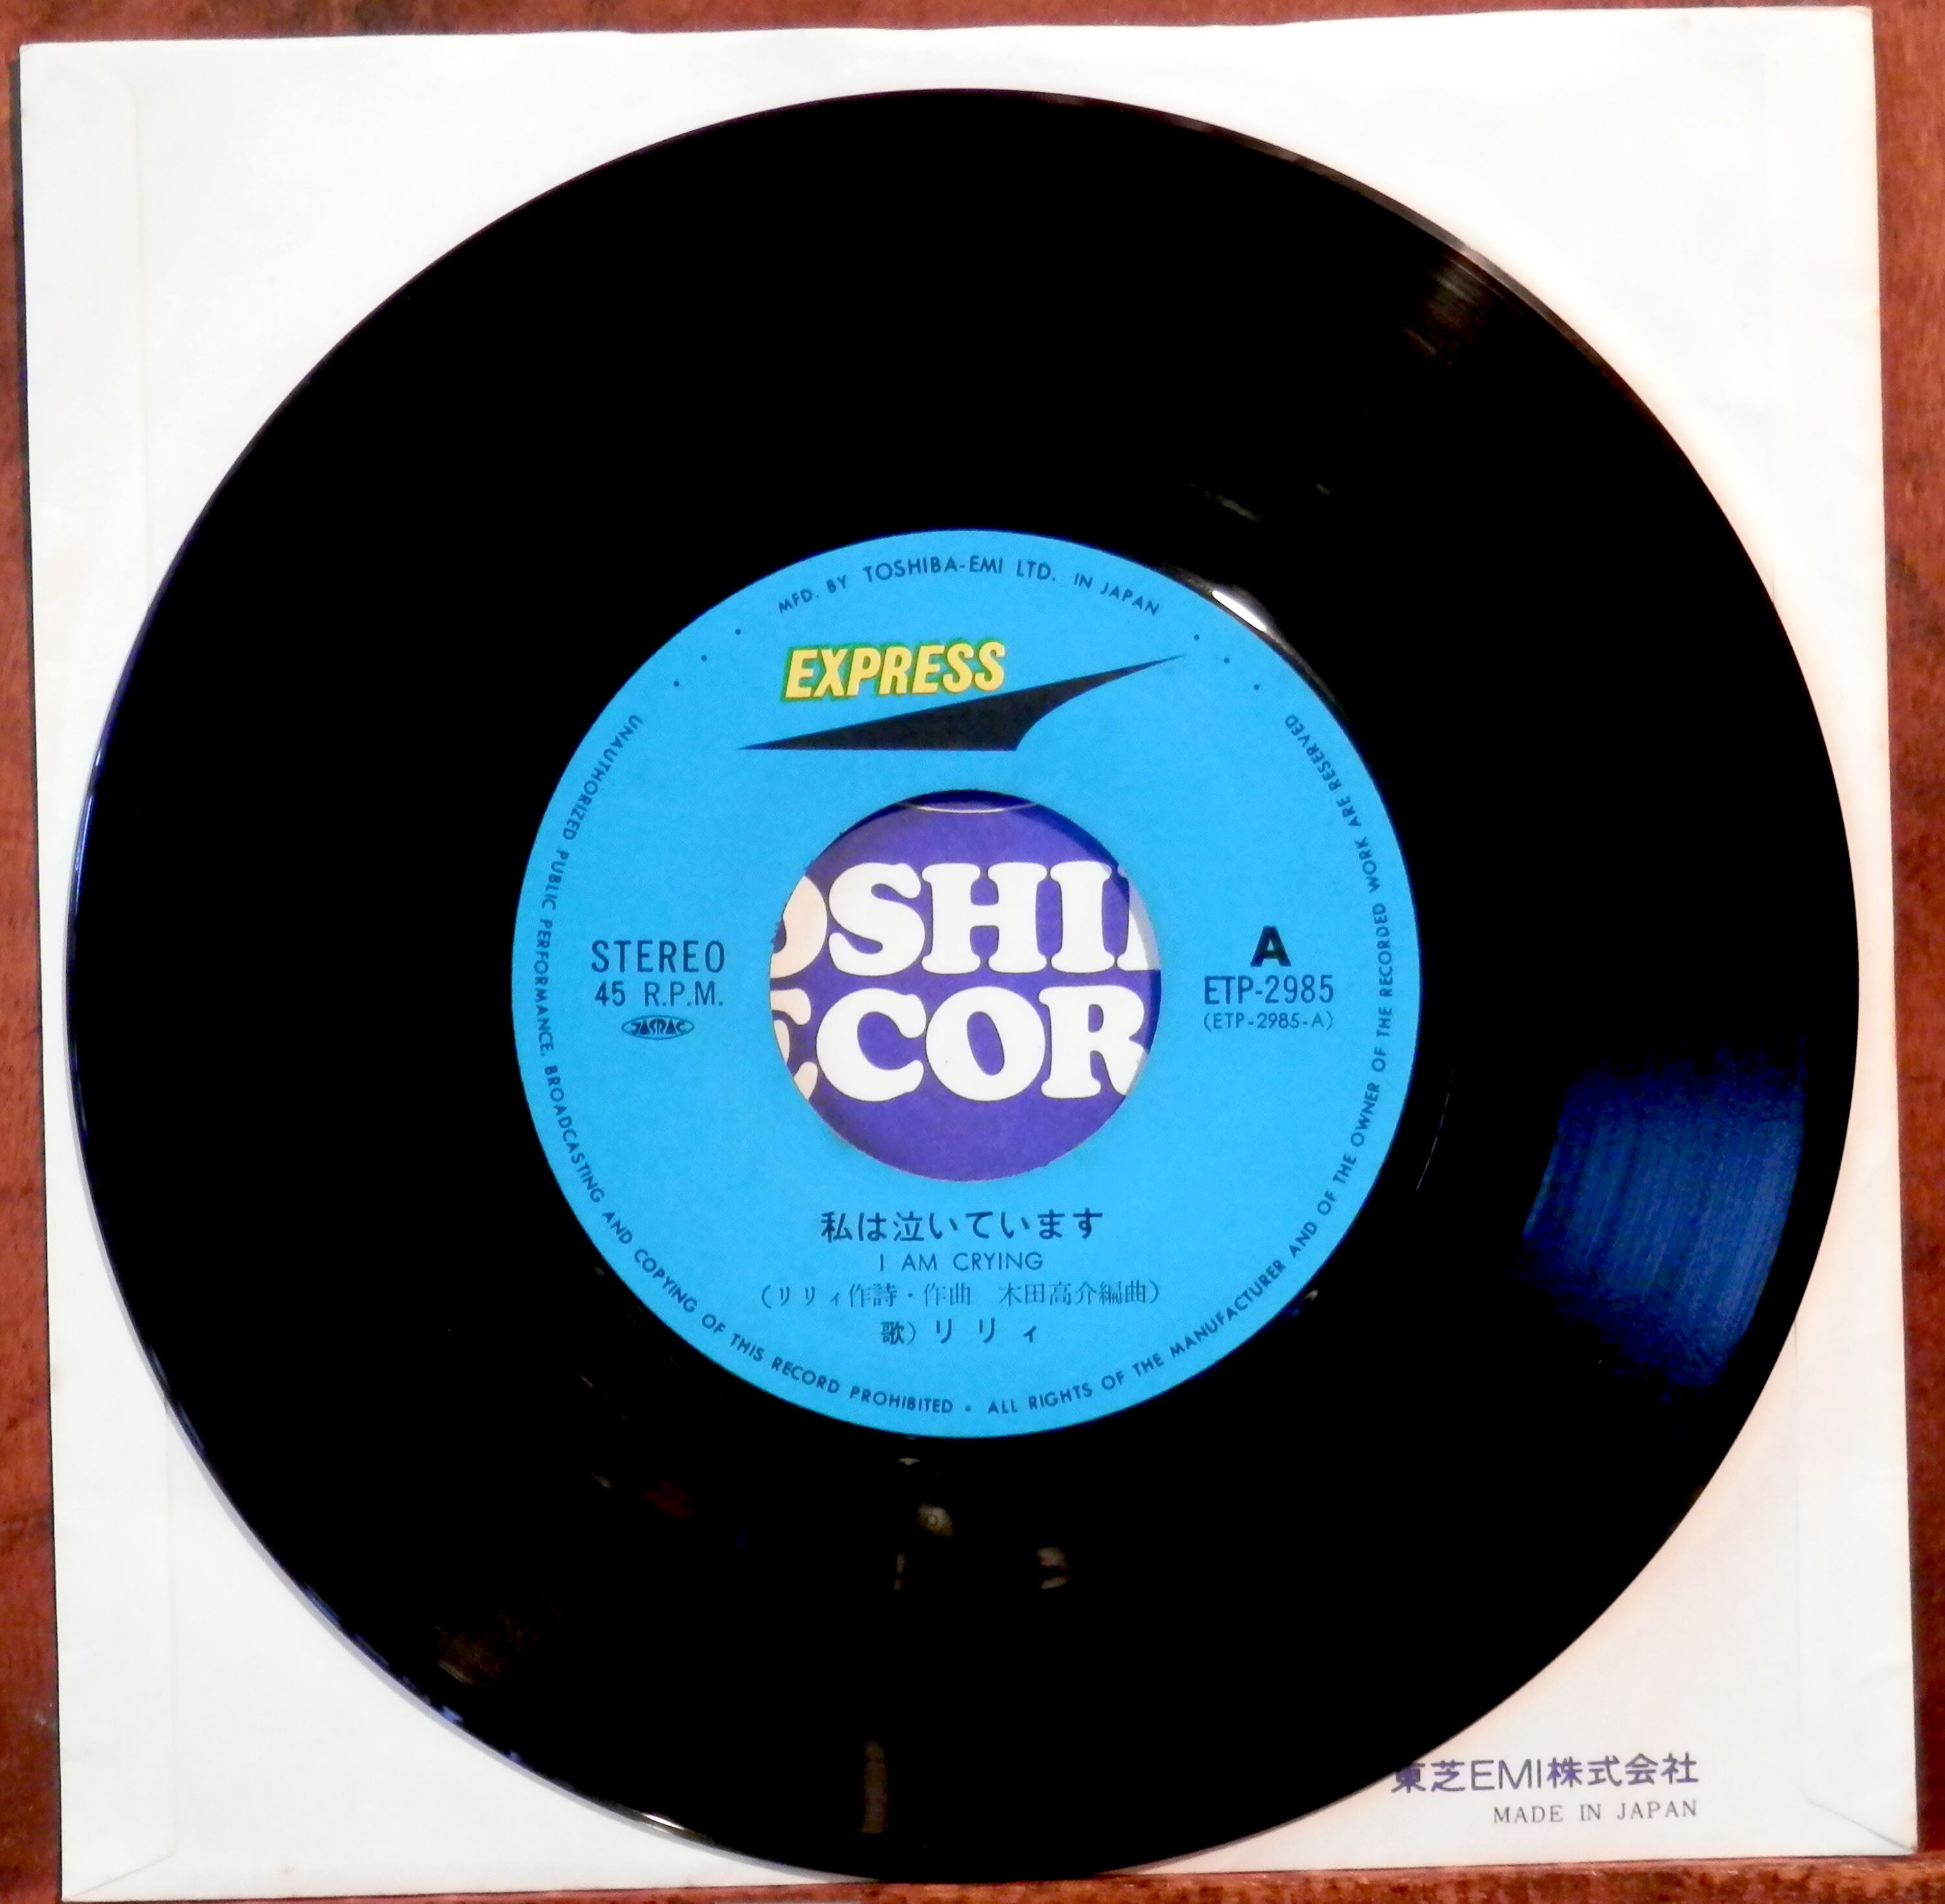 MFD. BY TOSHIBA-EMI LTD. IN JAPAN
EXPRESS
OSHI
ECOR
STEREO
45 R.P.M.
JASRAC
A
ETP-2985
(ETP-2985-A)
私は泣いています
I AM CRYING
(リリィ作詩・作曲 木田高介編曲)
歌) リリィ
UNAUTHORIZED PUBLIC PERFORMANCE. BROADCASTING AND COPYING OF THIS RECORD PROHIBITED • ALL RIGHTS OF THE MANUFACTURER AND OF THE OWNER OF THE RECORDED WORK ARE RESERVED
東芝EMI株式会社
MADE IN JAPAN